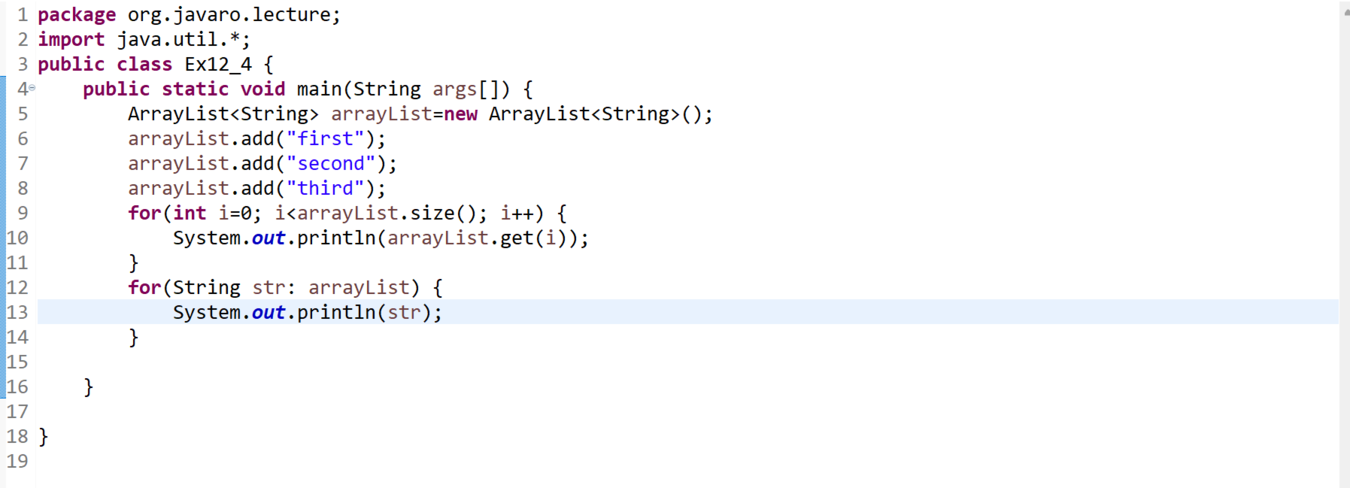 1 package org.javaro.lecture;
2 import java.util.*;
3 public class Ex12_4 {
4     public static void main(String args[]) {
5         ArrayList<String> arrayList=new ArrayList<String>();
6         arrayList.add("first");
7         arrayList.add("second");
8         arrayList.add("third");
9         for(int i=0; i<arrayList.size(); i++) {
10             System.out.println(arrayList.get(i));
11         }
12         for(String str: arrayList) {
13             System.out.println(str);
14         }
15
16     }
17
18 }
19